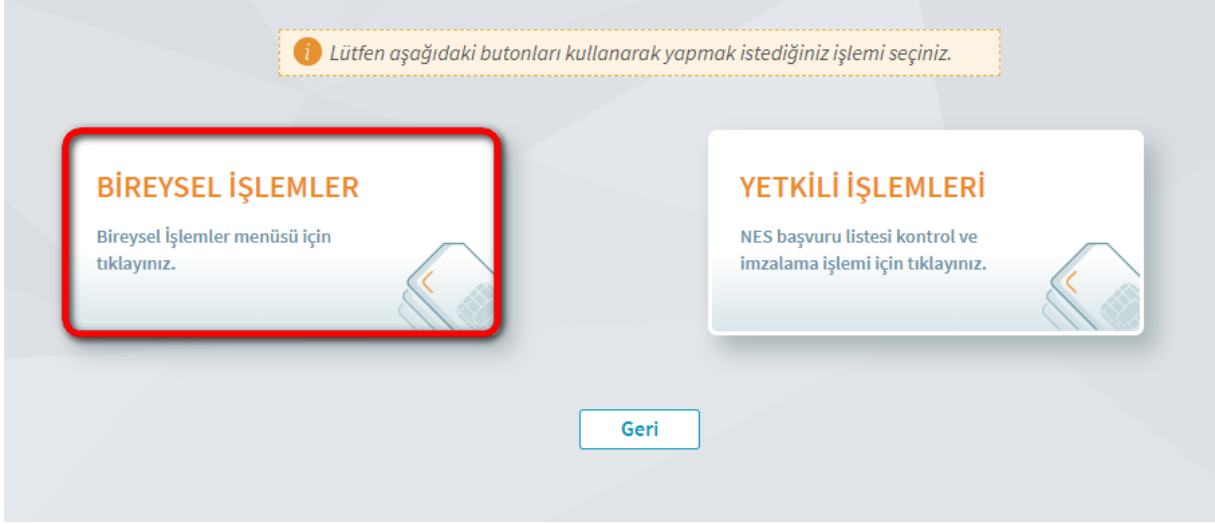 Lütfen aşağıdaki butonları kullanarak yapmak istediğiniz işlemi seçiniz.
BİREYSEL İŞLEMLER
Bireysel İşlemler menüsü için
tıklayınız.
YETKİLİ İŞLEMLERİ
NES başvuru listesi kontrol ve
imzalama işlemi için tıklayınız.
Geri